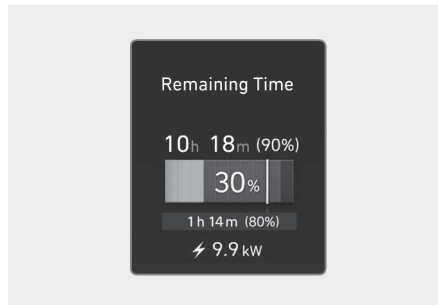 Remaining Time
10h 18m (90%)
30%
1 h 14 m (80%)
9.9 kW